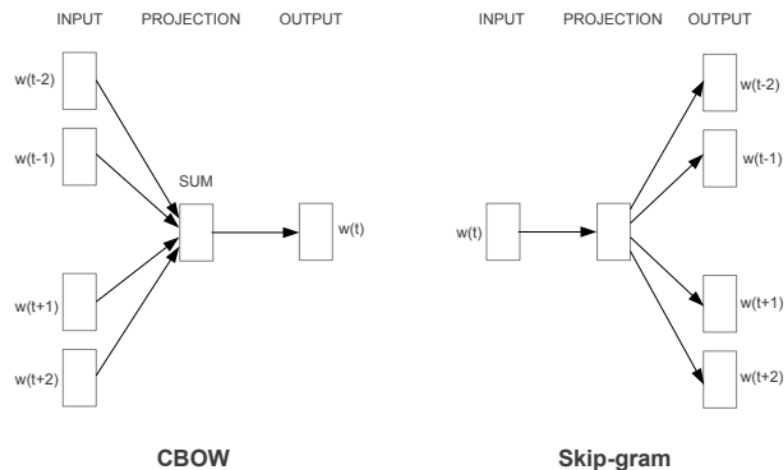 INPUT PROJECTION OUTPUT
w(t-2)
w(t-1)
SUM
w(t)
w(t+1)
w(t+2)
CBOW
INPUT PROJECTION OUTPUT
w(t-2)
w(t-1)
w(t)
w(t+1)
w(t+2)
Skip-gram